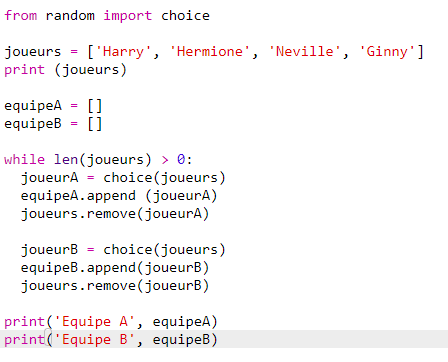 from random import choice
joueurs = ['Harry', 'Hermione', 'Neville', 'Ginny']
print (joueurs)
equipeA = []
equipeB = []
while len(joueurs) > 0:
  joueurA = choice(joueurs)
  equipeA.append (joueurA)
  joueurs.remove(joueurA)
  joueurB = choice(joueurs)
  equipeB.append(joueurB)
  joueurs.remove(joueurB)
print('Equipe A', equipeA)
print('Equipe B', equipeB)